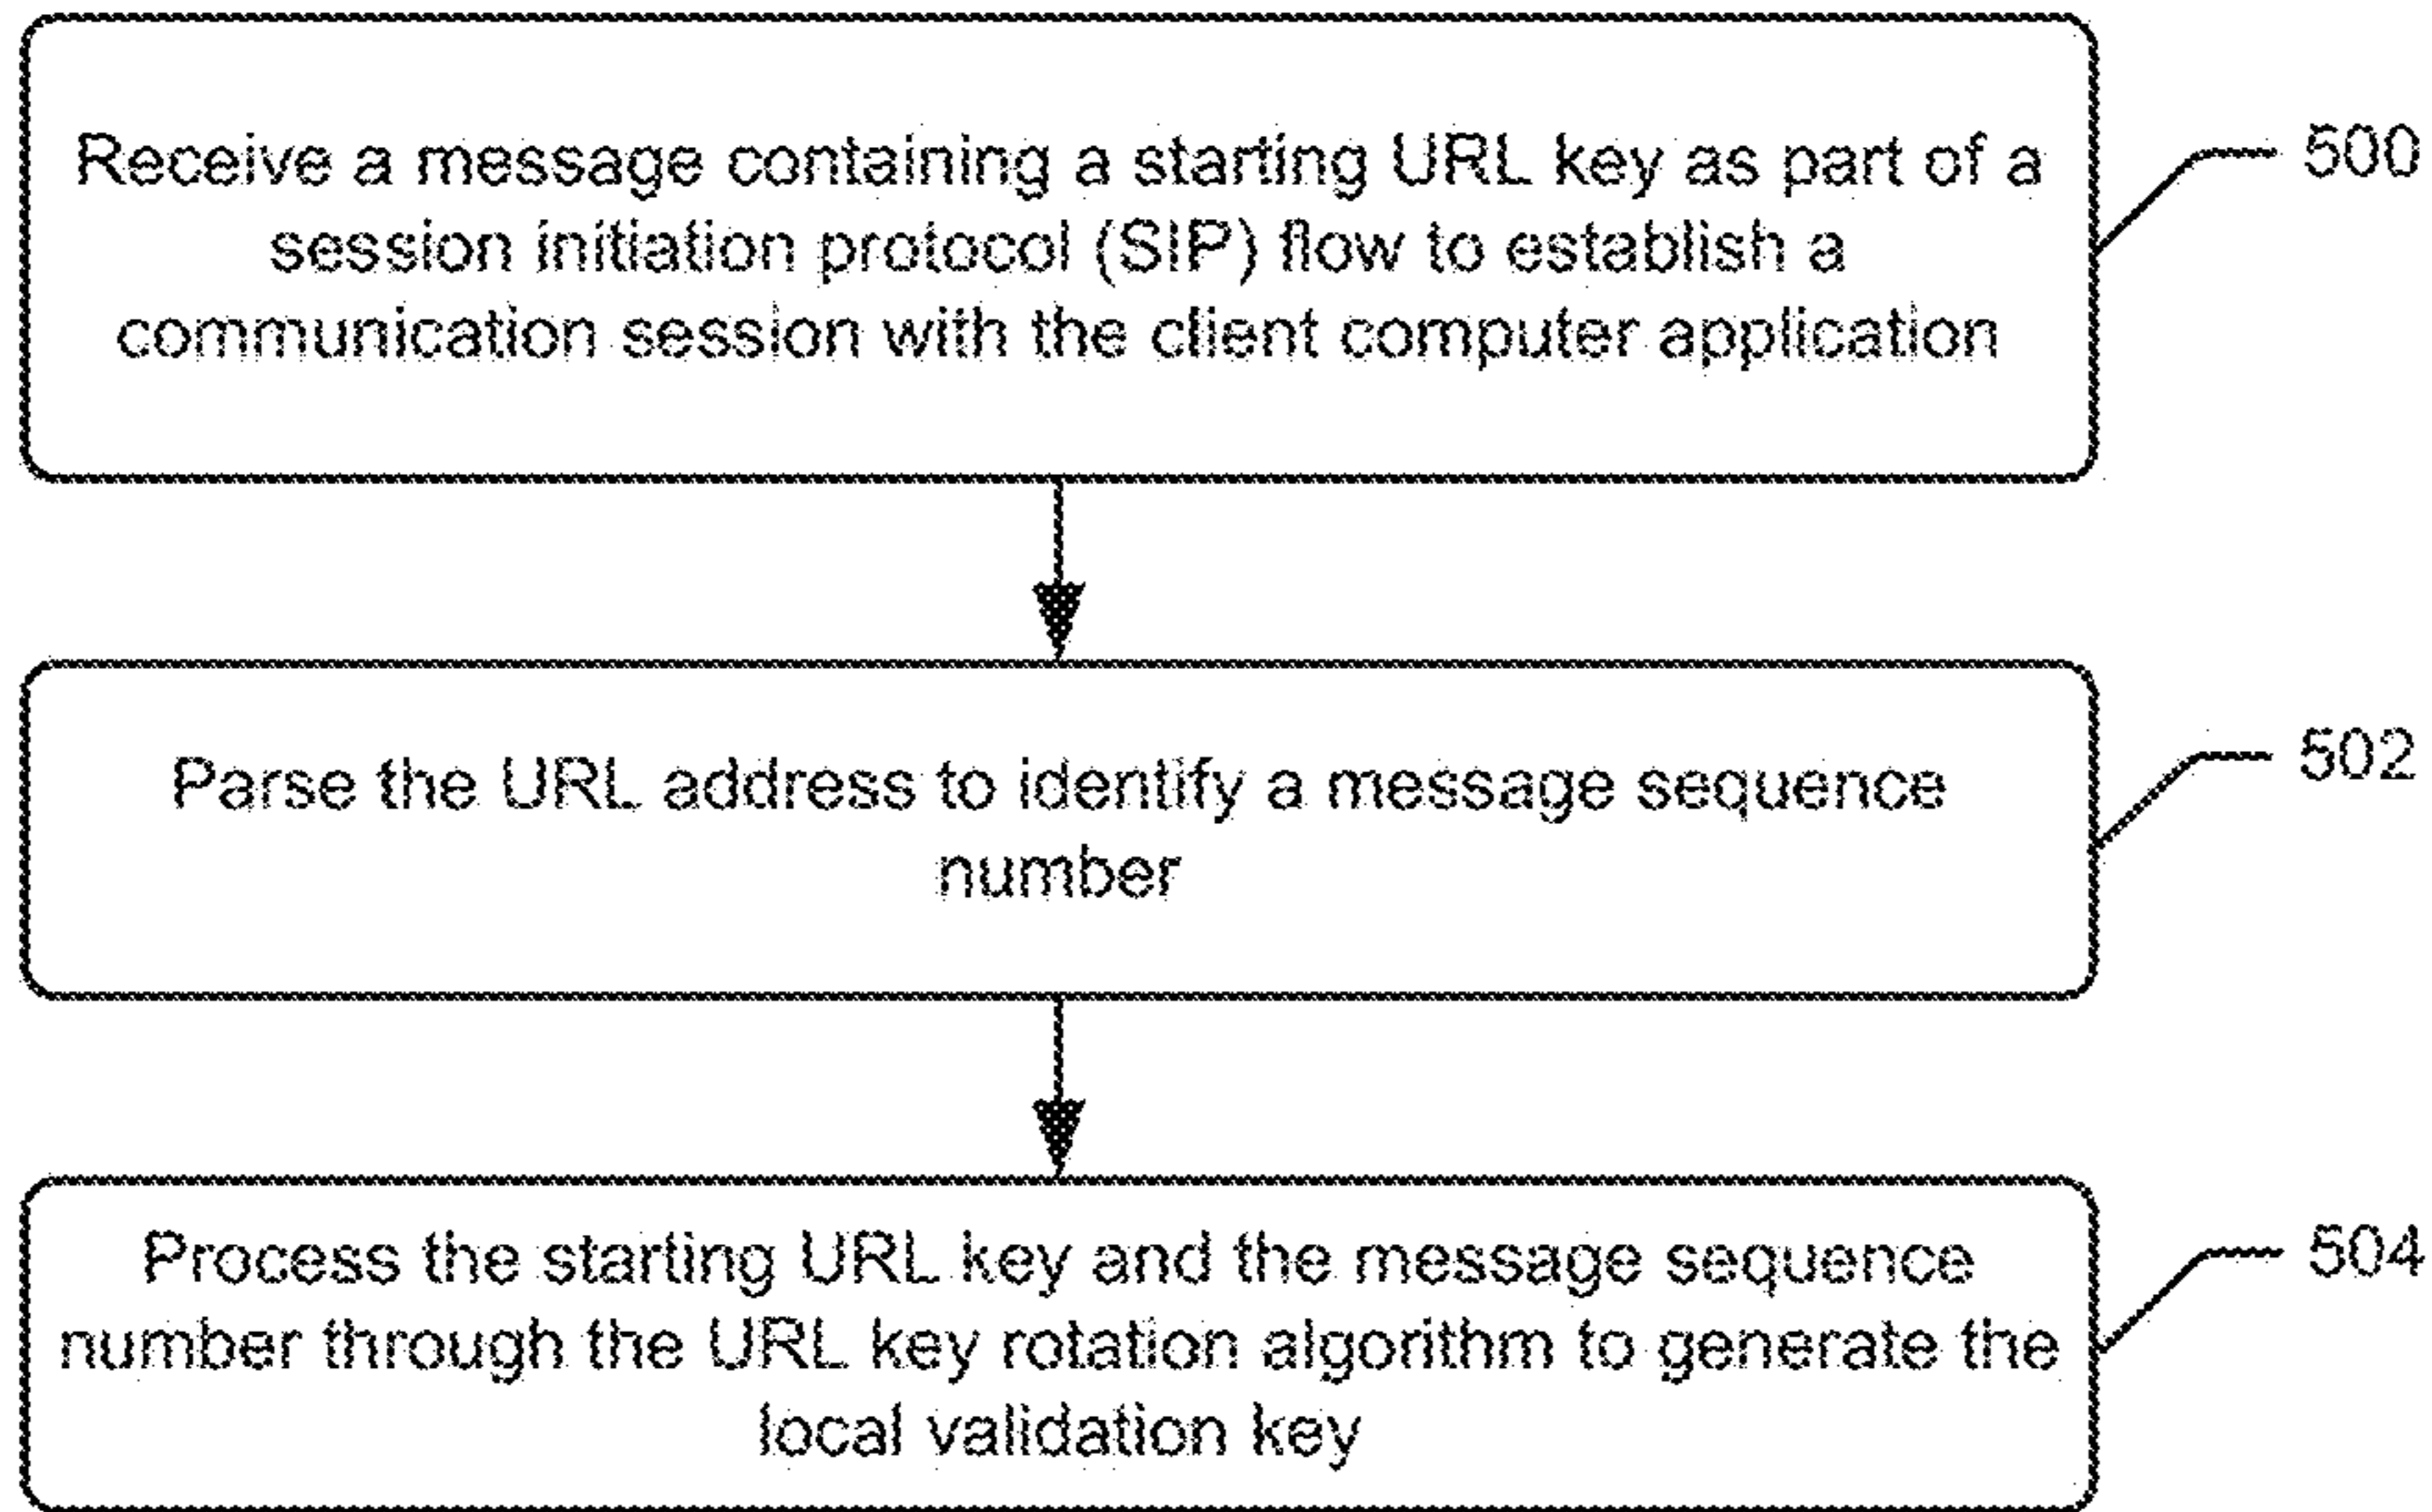 Receive a message containing a starting URL key as part of a
session initiation protocol (SIP) flow to establish a
communication session with the client computer application
500
Parse the URL address to identify a message sequence
number
502
Process the starting URL key and the message sequence
number through the URL key rotation algorithm to generate the
local validation key
504